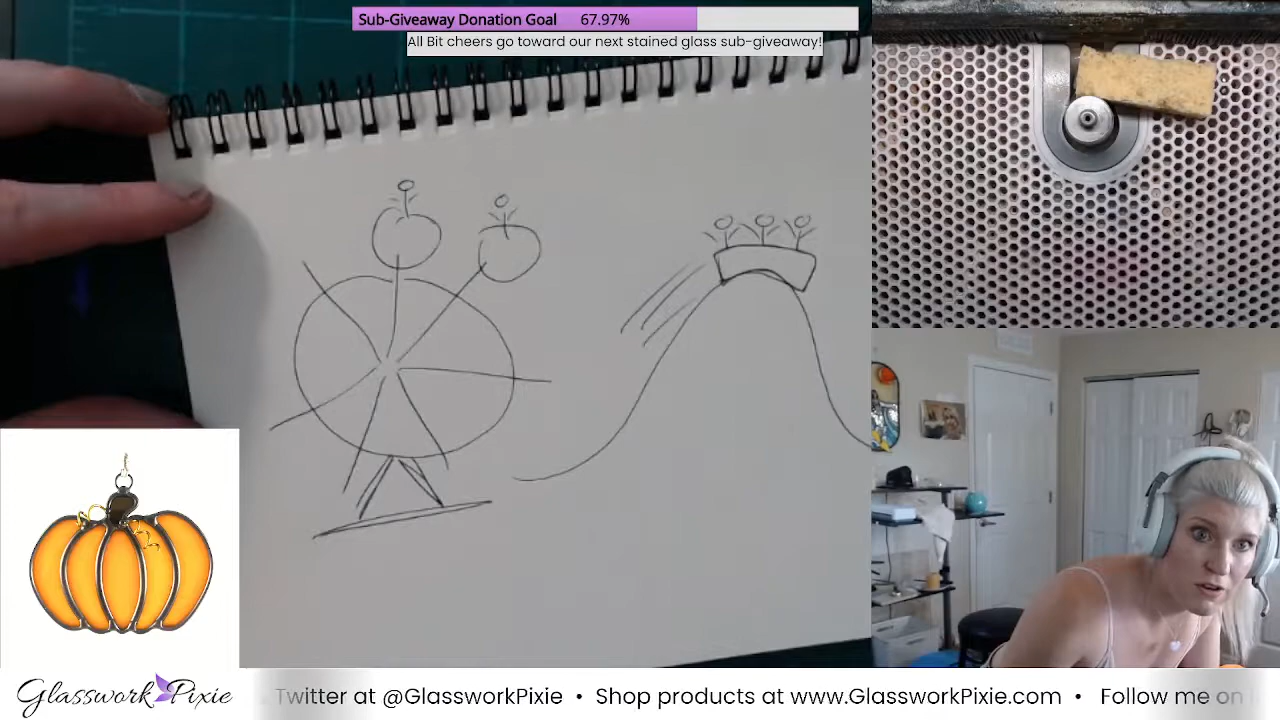 Sub-Giveaway Donation Goal 67.97%
All Bit cheers go toward our next stained glass sub-giveaway!
Glasswork Pixie
Twitter at @GlassworkPixie • Shop products at www.GlassworkPixie.com • Follow me on